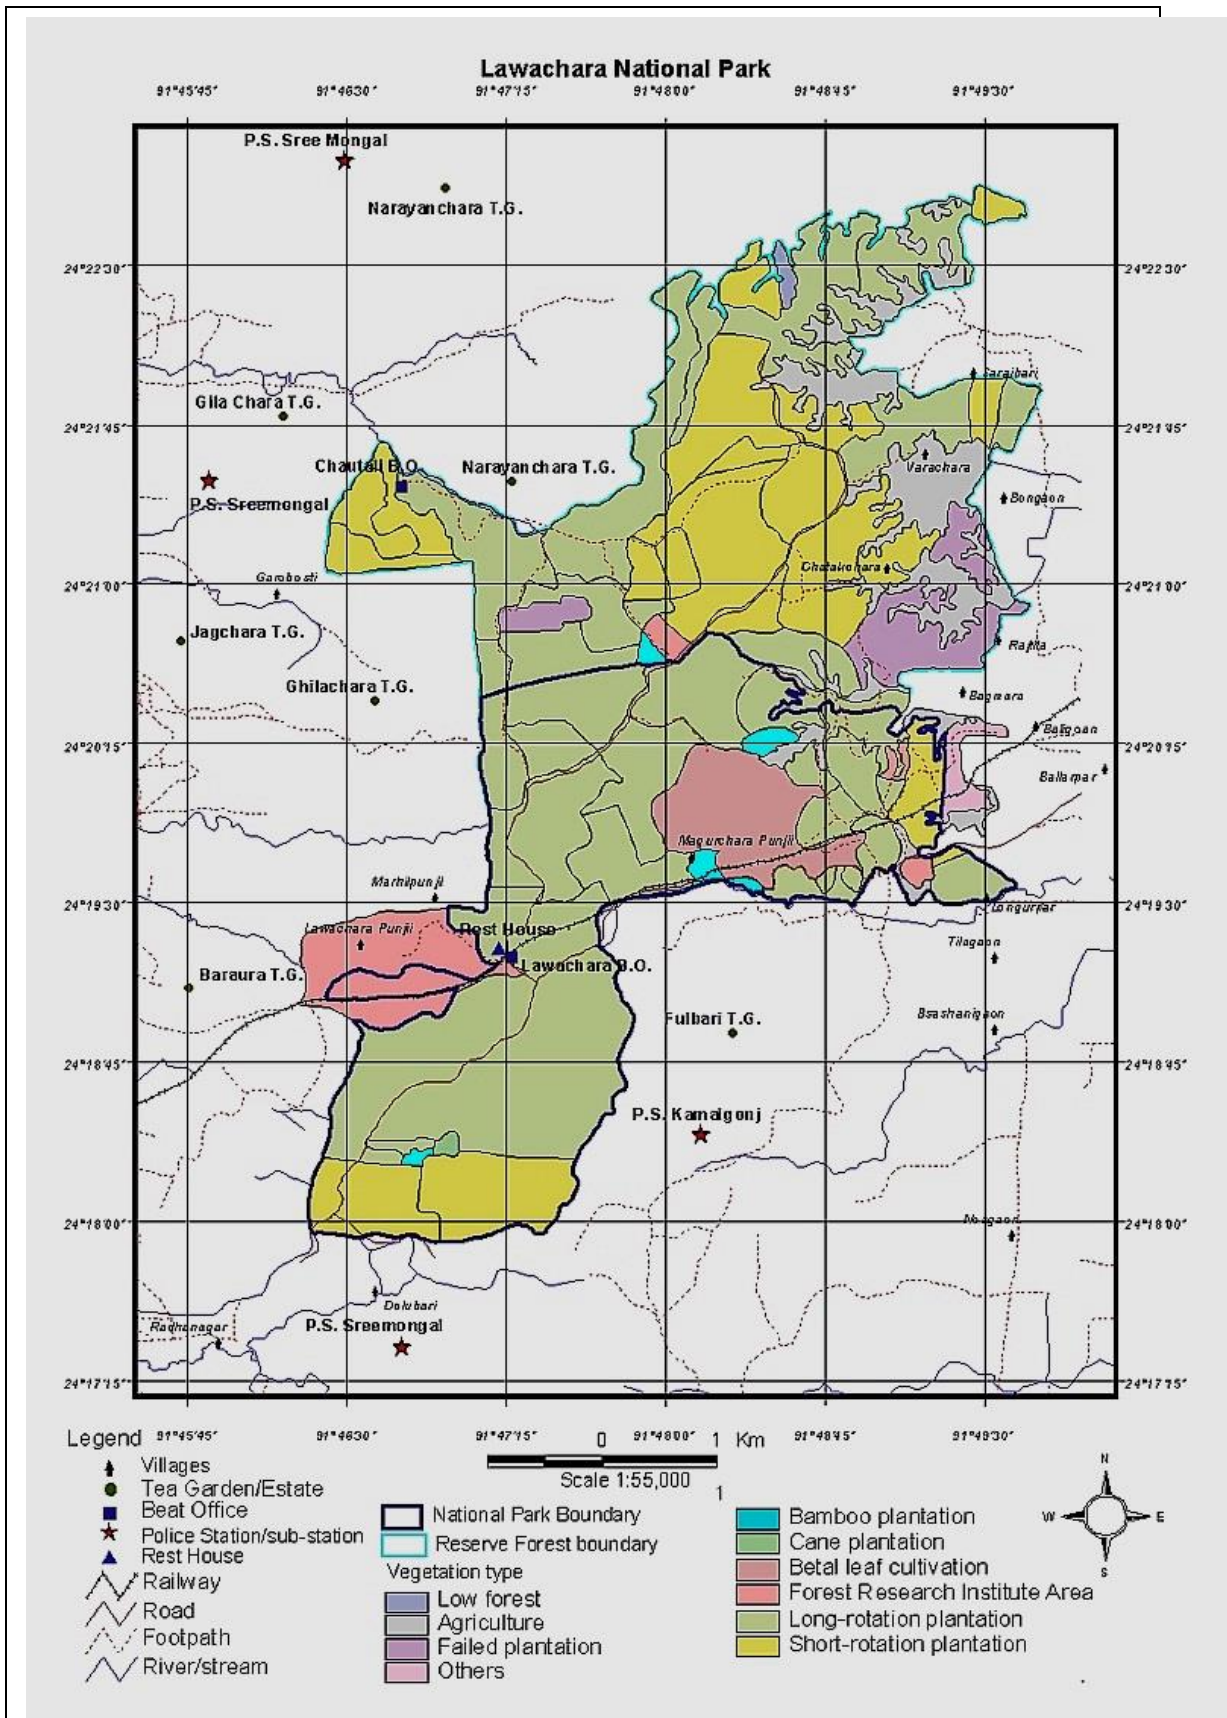 Lawachara National Park
91°45'45" 91°46'30" 91°47'15" 91°48'00" 91°48'45" 91°49'30"
P.S. Sree Mongal
Narayanchara T.G.
24°22'30" 24°22'30"
Saraibari
Gila Chara T.G.
24°21'45" 24°21'45"
Chautali B.O.
Narayanchara T.G.
Varachara
P.S. Sreemongal
Bongaon
Garobosti
24°21'00" 24°21'00"
Jagchara T.G.
Ghilachara T.G.
Bagmara
Baligoan
24°20'15" 24°20'15"
Ballarpar
Magurchara Punjii
Marhilpunjii
24°19'30" 24°19'30"
Longurpar
Lawachara Punjii
Rest House
Tilagaon
Baraura T.G.
Lawachara B.O.
Fulbari T.G.
Bsashanigaon
24°18'45" 24°18'45"
P.S. Kamalgonj
24°18'00" 24°18'00"
Dolubari
Radhanagar
P.S. Sreemongal
24°17'15" 24°17'15"
91°45'45" 91°46'30" 91°47'15" 91°48'00" 91°48'45" 91°49'30"
Legend
Villages
Tea Garden/Estate
Beat Office
Police Station/sub-station
Rest House
Railway
Road
Footpath
River/stream
0 1 Km
Scale 1:55,000
1
National Park Boundary
Reserve Forest boundary
Vegetation type
Low forest
Agriculture
Failed plantation
Others
Bamboo plantation
Cane plantation
Betal leaf cultivation
Forest Research Institute Area
Long-rotation plantation
Short-rotation plantation
N
W E
S